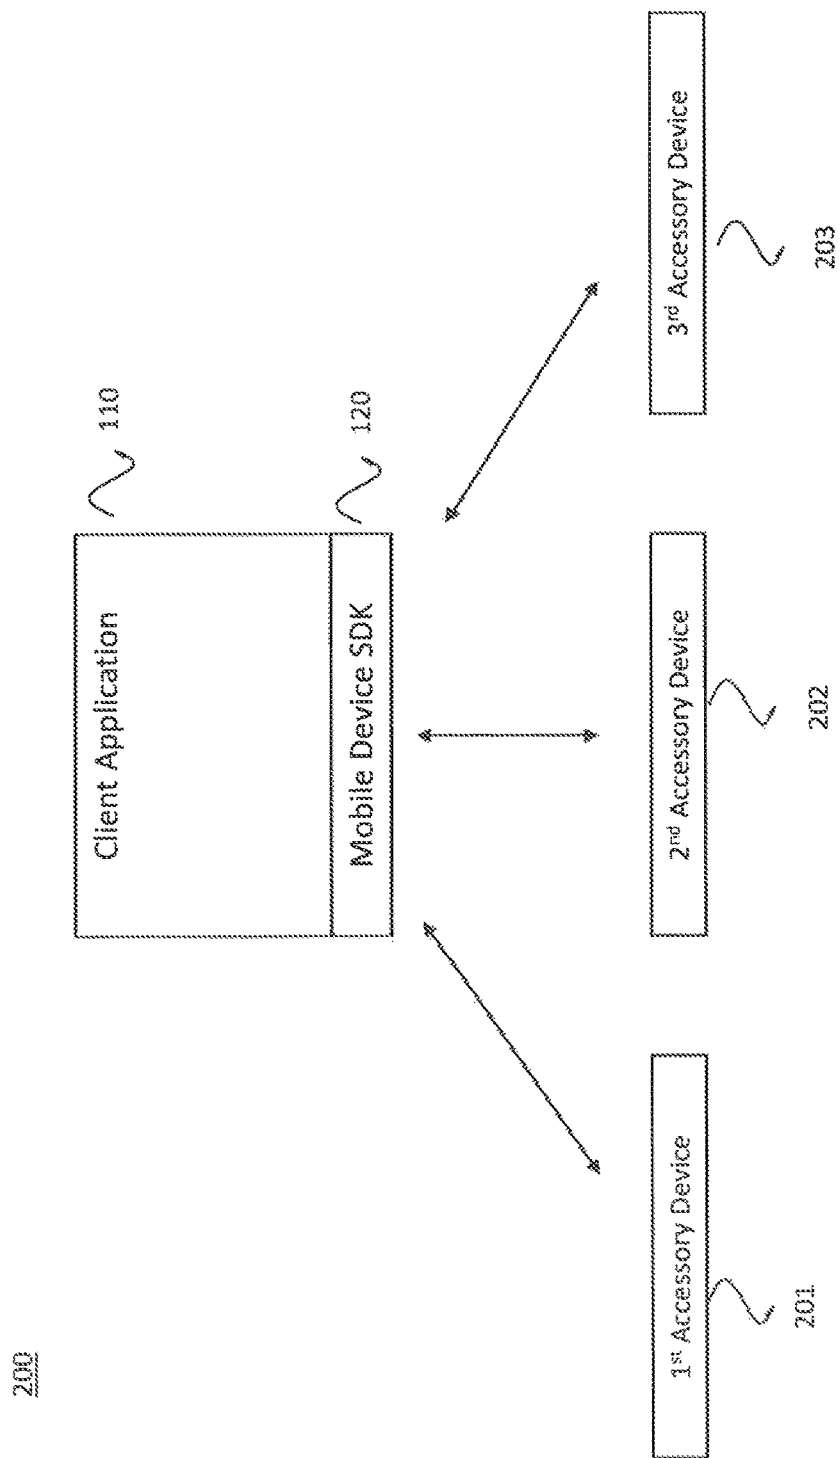 200
Client Application
110
Mobile Device SDK
120
1st Accessory Device
2nd Accessory Device
3rd Accessory Device
201
202
203